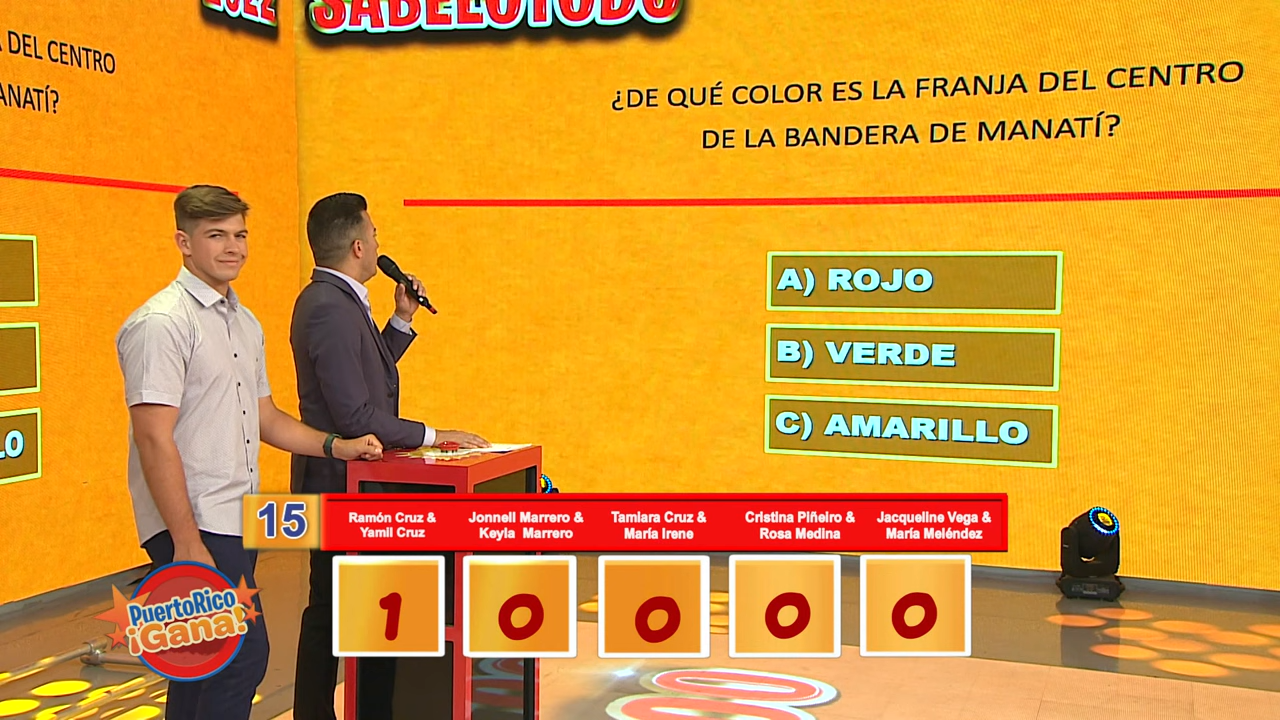 SABELOTODO
DEL CENTRO
¿DE QUÉ COLOR ES LA FRANJA DEL CENTRO
DE LA BANDERA DE MANATÍ?
A) ROJO
B) VERDE
C) AMARILLO
LO
15
Ramón Cruz &
Yamil Cruz
Jonnell Marrero &
Keyla Marrero
Tamiara Cruz &
María Irene
Cristina Piñeiro &
Rosa Medina
Jacqueline Vega &
María Meléndez
1 0 0 0 0
PuertoRico
¡Gana!